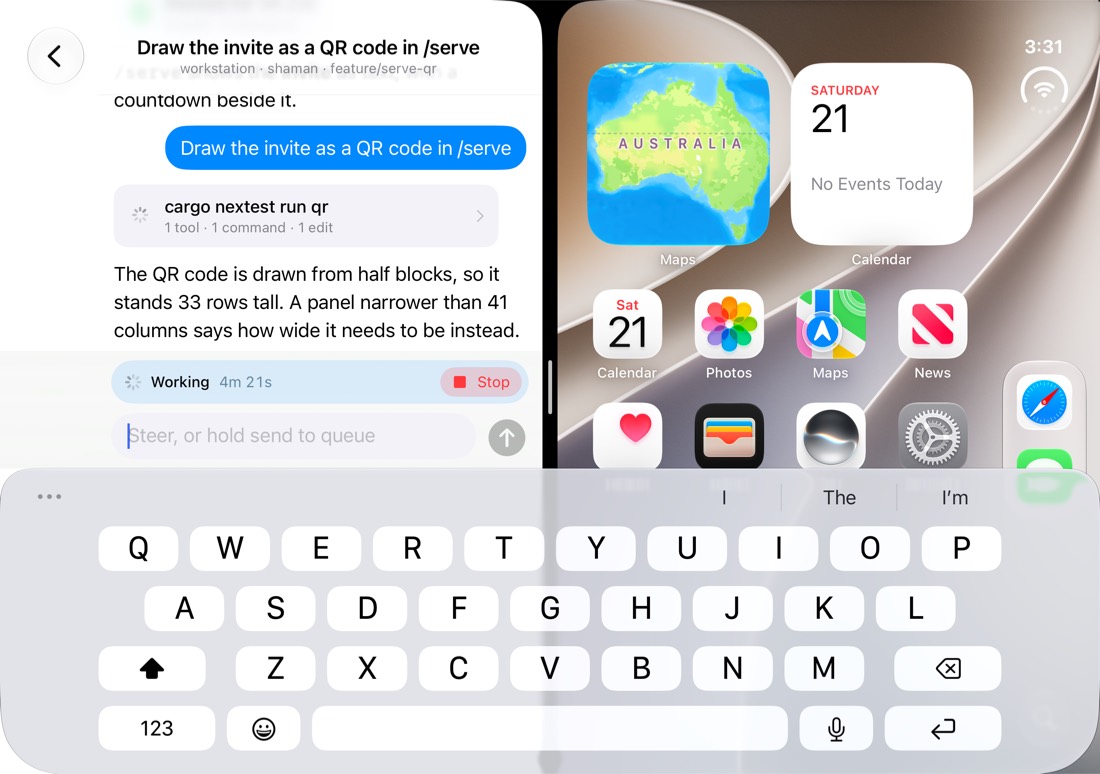 Draw the invite as a QR code in /serve
workstation · shaman · feature/serve-qr
countdown beside it.
Draw the invite as a QR code in /serve
cargo nextest run qr
1 tool · 1 command · 1 edit
The QR code is drawn from half blocks, so it
stands 33 rows tall. A panel narrower than 41
columns says how wide it needs to be instead.
Working 4m 21s
Stop
Steer, or hold send to queue
3:31
AUSTRALIA
Maps
SATURDAY
21
No Events Today
Calendar
Sat
21
Calendar
Photos
Maps
News
I
The
I’m
Q W E R T Y U I O P
A S D F G H J K L
Z X C V B N M
123